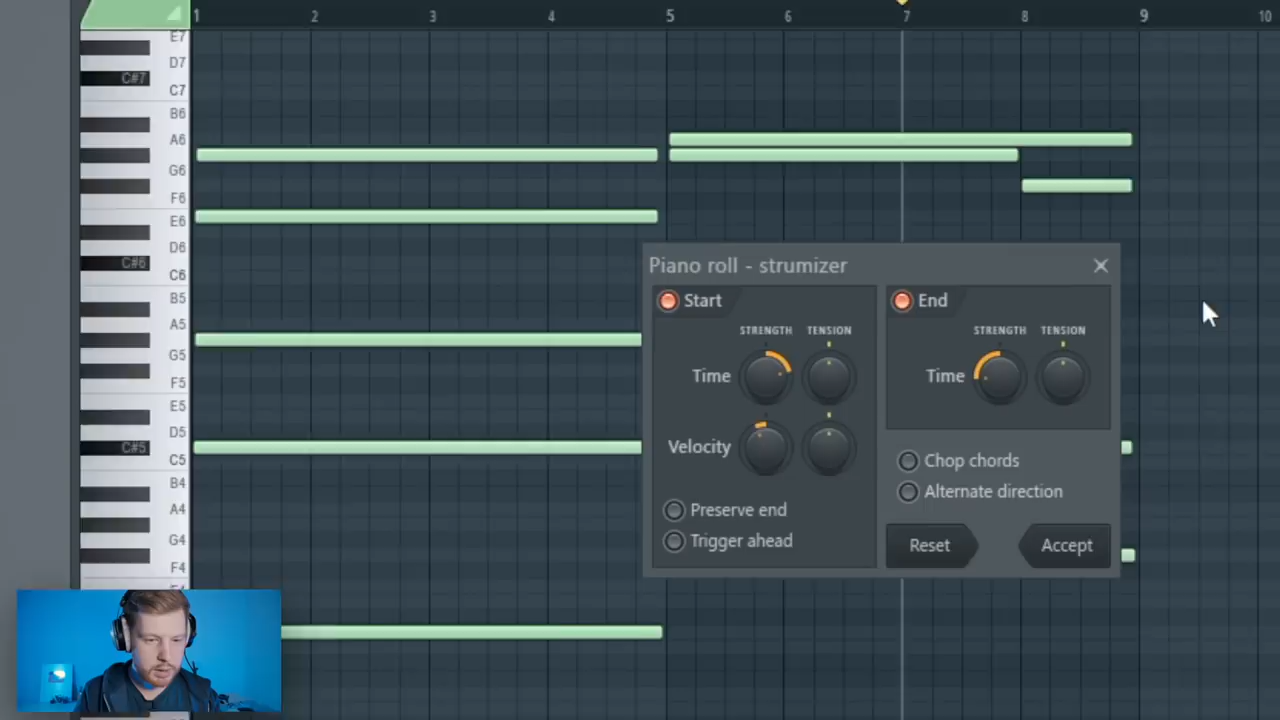 1 2 3 4 5 6 7 8 9 10
E7
D7
C#7
C7
B6
A6
G6
F6
E6
D6
C#6
C6
B5
A5
G5
F5
E5
D5
C#5
C5
B4
A4
G4
F4
Piano roll - strumizer
Start
STRENGTH TENSION
Time
Velocity
Preserve end
Trigger ahead
End
STRENGTH TENSION
Time
Chop chords
Alternate direction
Reset Accept